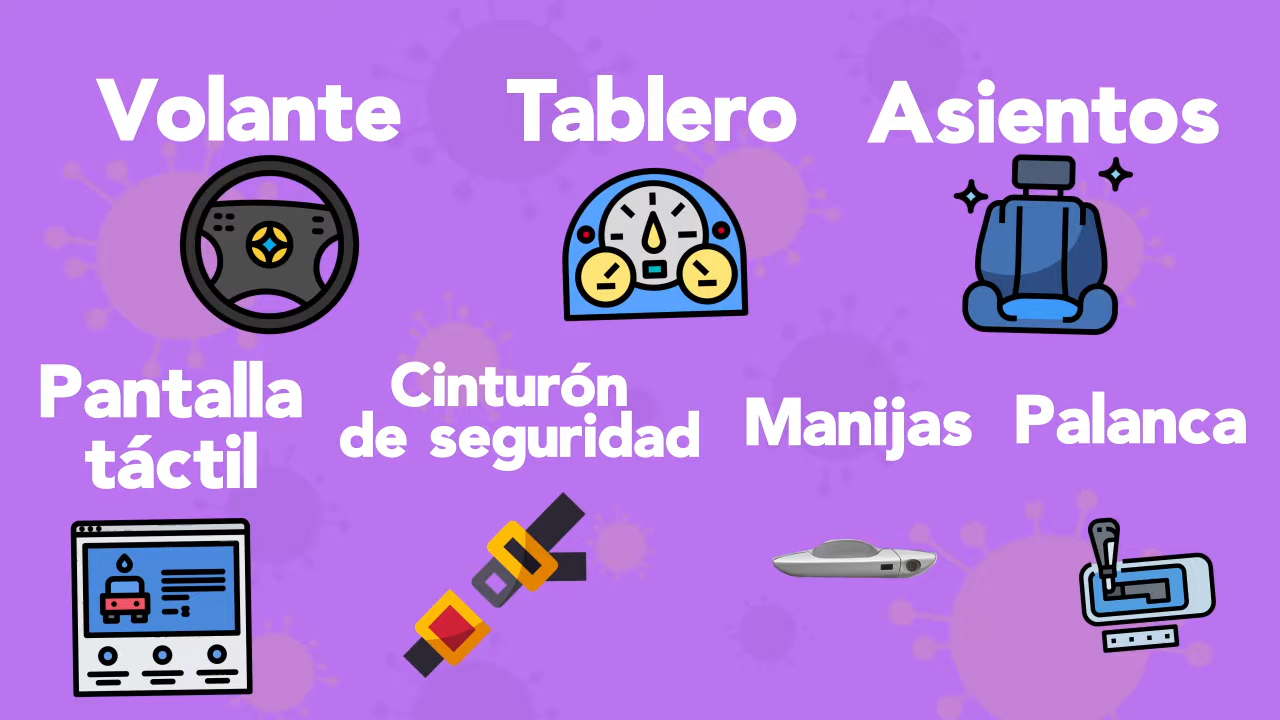 Volante
Tablero
Asientos
Pantalla
táctil
Cinturón
de seguridad
Manijas
Palanca